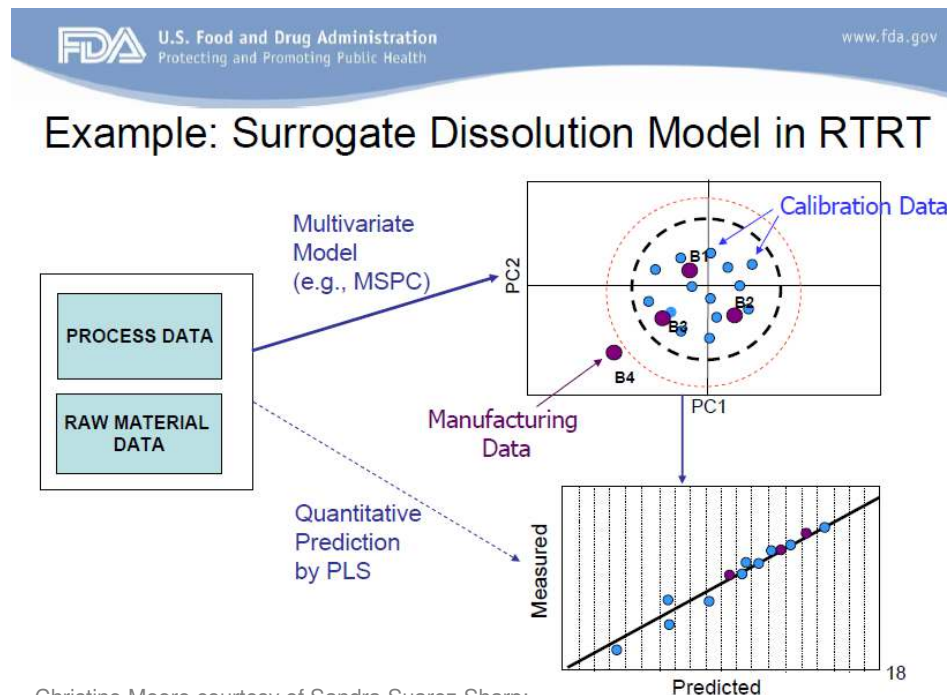 FDA U.S. Food and Drug Administration
Protecting and Promoting Public Health
www.fda.gov
Example: Surrogate Dissolution Model in RTRT
Multivariate
Model
(e.g., MSPC)
PROCESS DATA
RAW MATERIAL
DATA
Quantitative
Prediction
by PLS
PC2
Calibration Data
B1
B2
B3
B4
PC1
Manufacturing
Data
Measured
Predicted
18